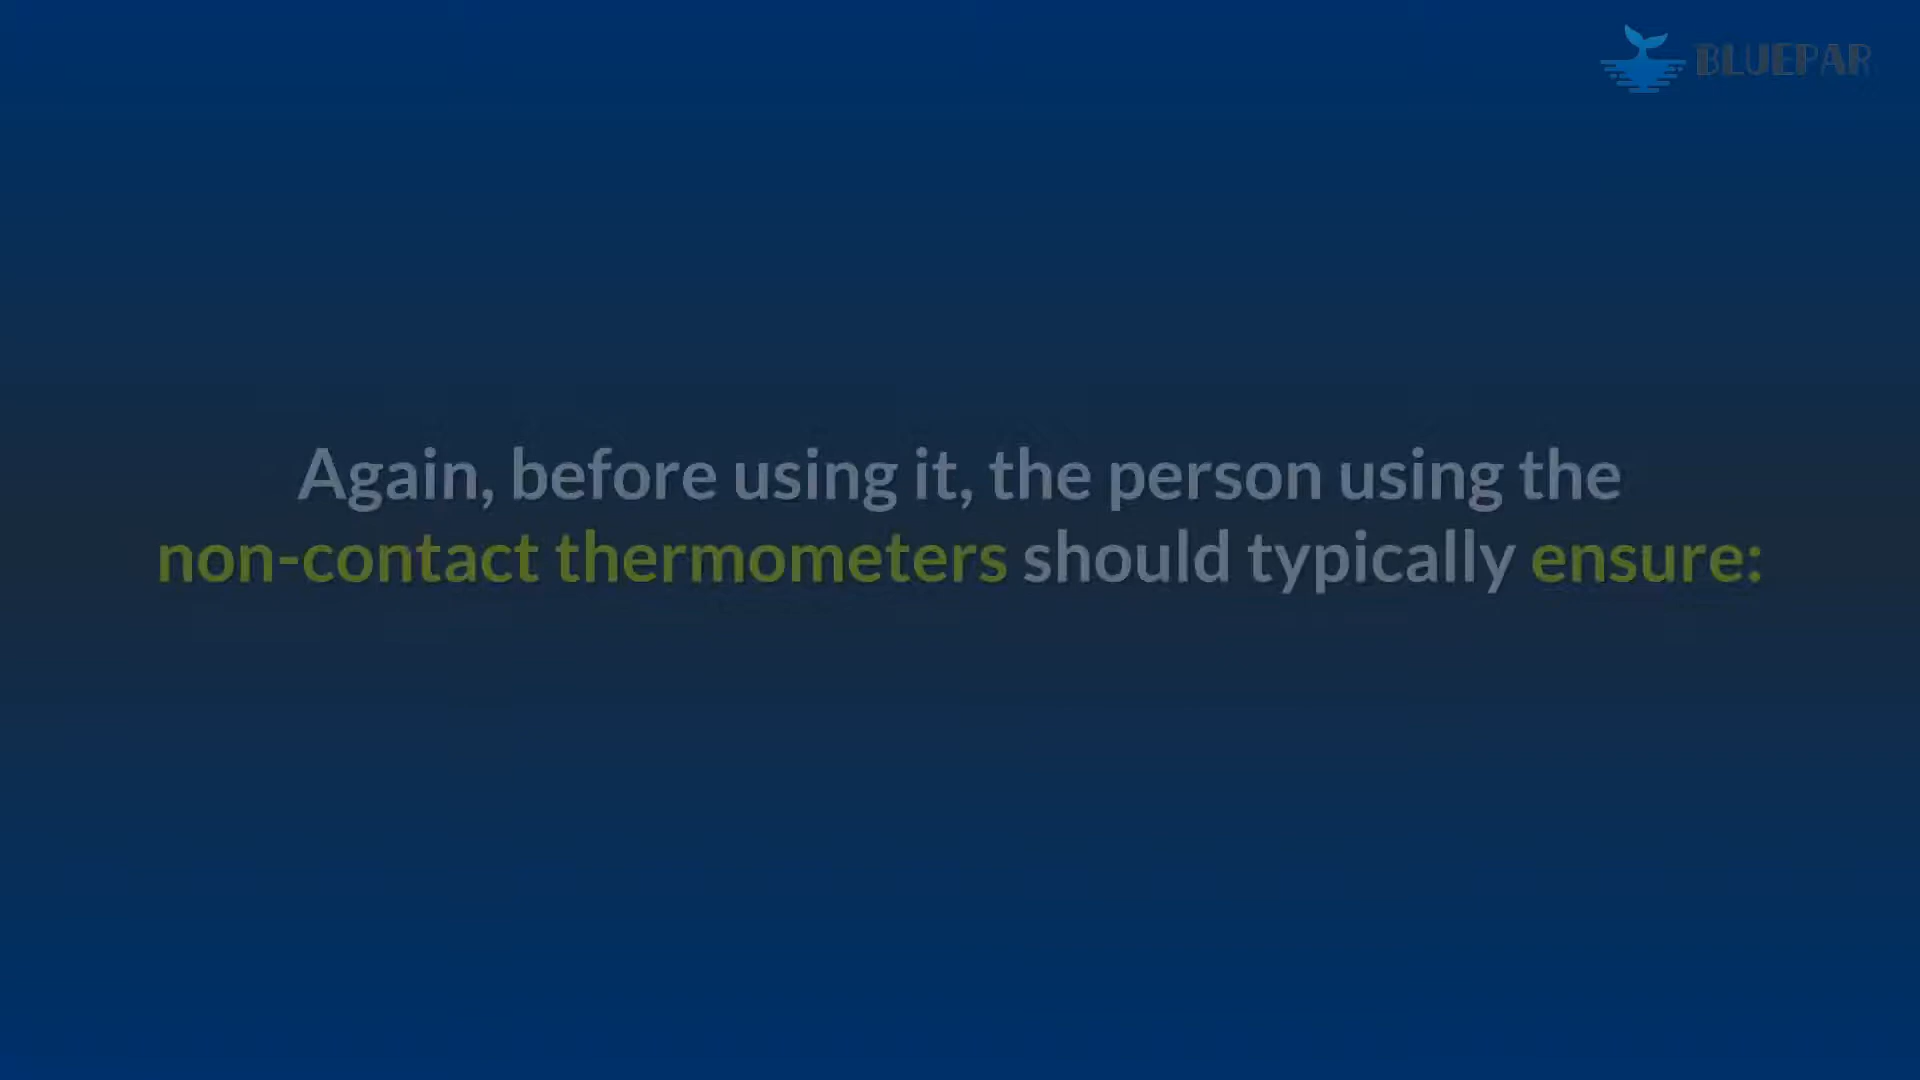 BLUEPAR
Again, before using it, the person using the
non-contact thermometers should typically ensure: